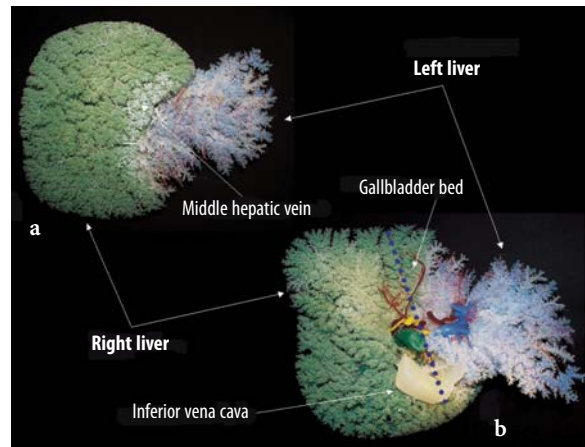 Left liver
Gallbladder bed
Middle hepatic vein
a
Right liver
Inferior vena cava
b